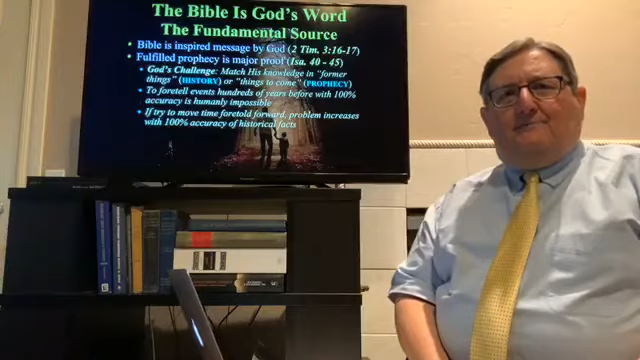 The Bible Is God's Word
The Fundamental Source
• Bible is inspired message by God (2 Tim. 3:16-17)
• Fulfilled prophecy is major proof (Isa. 40 - 45)
• God's Challenge: Match His knowledge in "former
things" (HISTORY) or "things to come" (PROPHECY)
• To foretell events hundreds of years before with 100%
accuracy is humanly impossible
• If try to move time foretold forward, problem increases
with 100% accuracy of historical facts